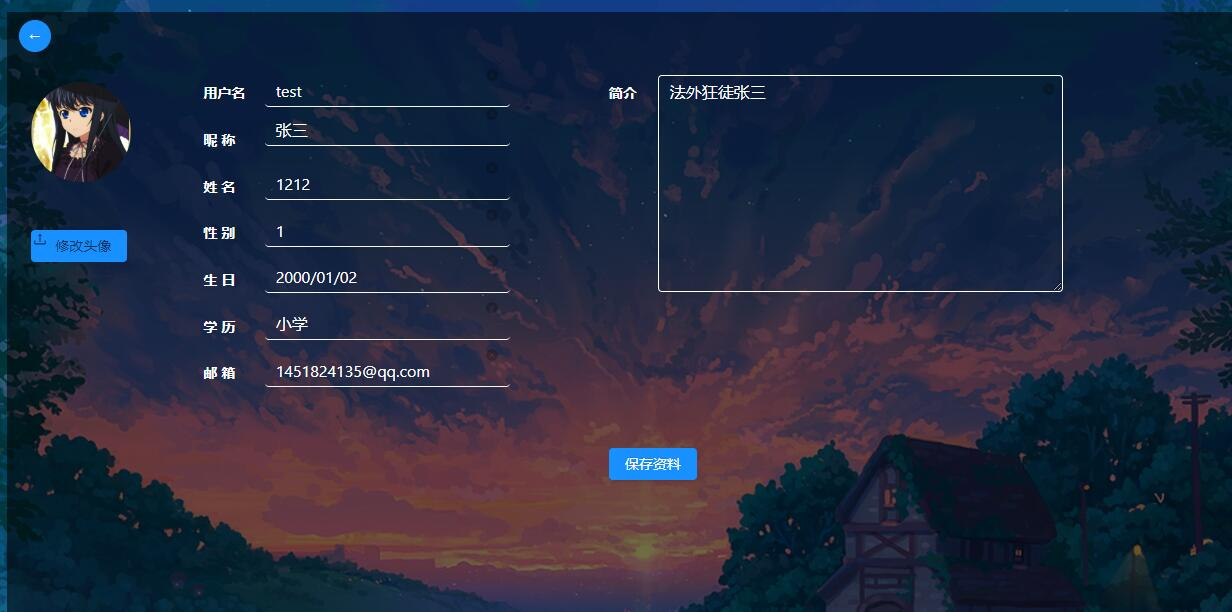 ←
用户名 test
昵 称 张三
姓 名 1212
性 别 1
生 日 2000/01/02
学 历 小学
邮 箱 1451824135@qq.com
修改头像
简介 法外狂徒张三
保存资料